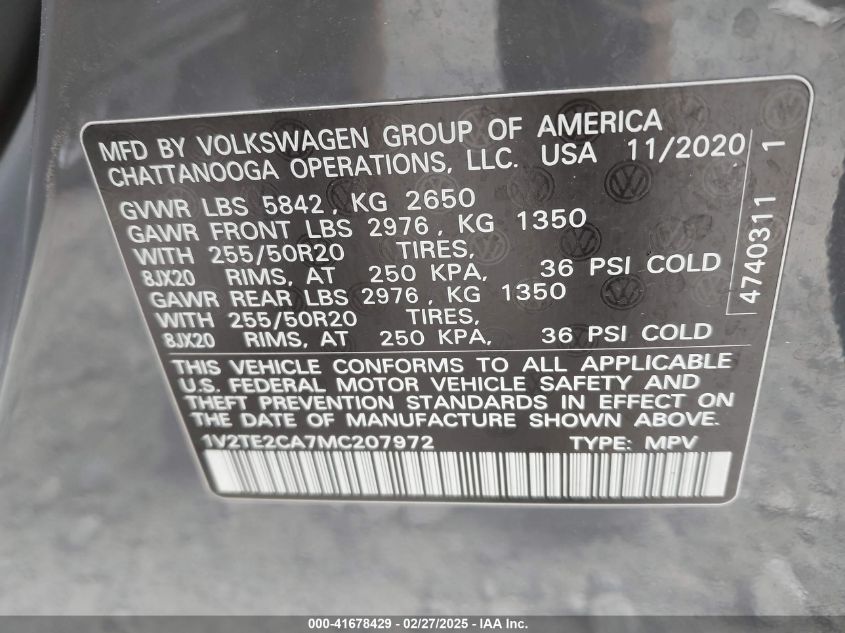 MFD BY VOLKSWAGEN GROUP OF AMERICA
CHATTANOOGA OPERATIONS, LLC. USA 11/2020
GVWR LBS 5842, KG 2650
GAWR FRONT LBS 2976, KG 1350
WITH 255/50R20 TIRES,
8JX20 RIMS, AT 250 KPA, 36 PSI COLD
GAWR REAR LBS 2976, KG 1350
WITH 255/50R20 TIRES,
8JX20 RIMS, AT 250 KPA, 36 PSI COLD
4740311 1
THIS VEHICLE CONFORMS TO ALL APPLICABLE
U.S. FEDERAL MOTOR VEHICLE SAFETY AND
THEFT PREVENTION STANDARDS IN EFFECT ON
THE DATE OF MANUFACTURE SHOWN ABOVE.
1V2TE2CA7MC207972 TYPE: MPV
000-41678429 - 02/27/2025 - IAA Inc.